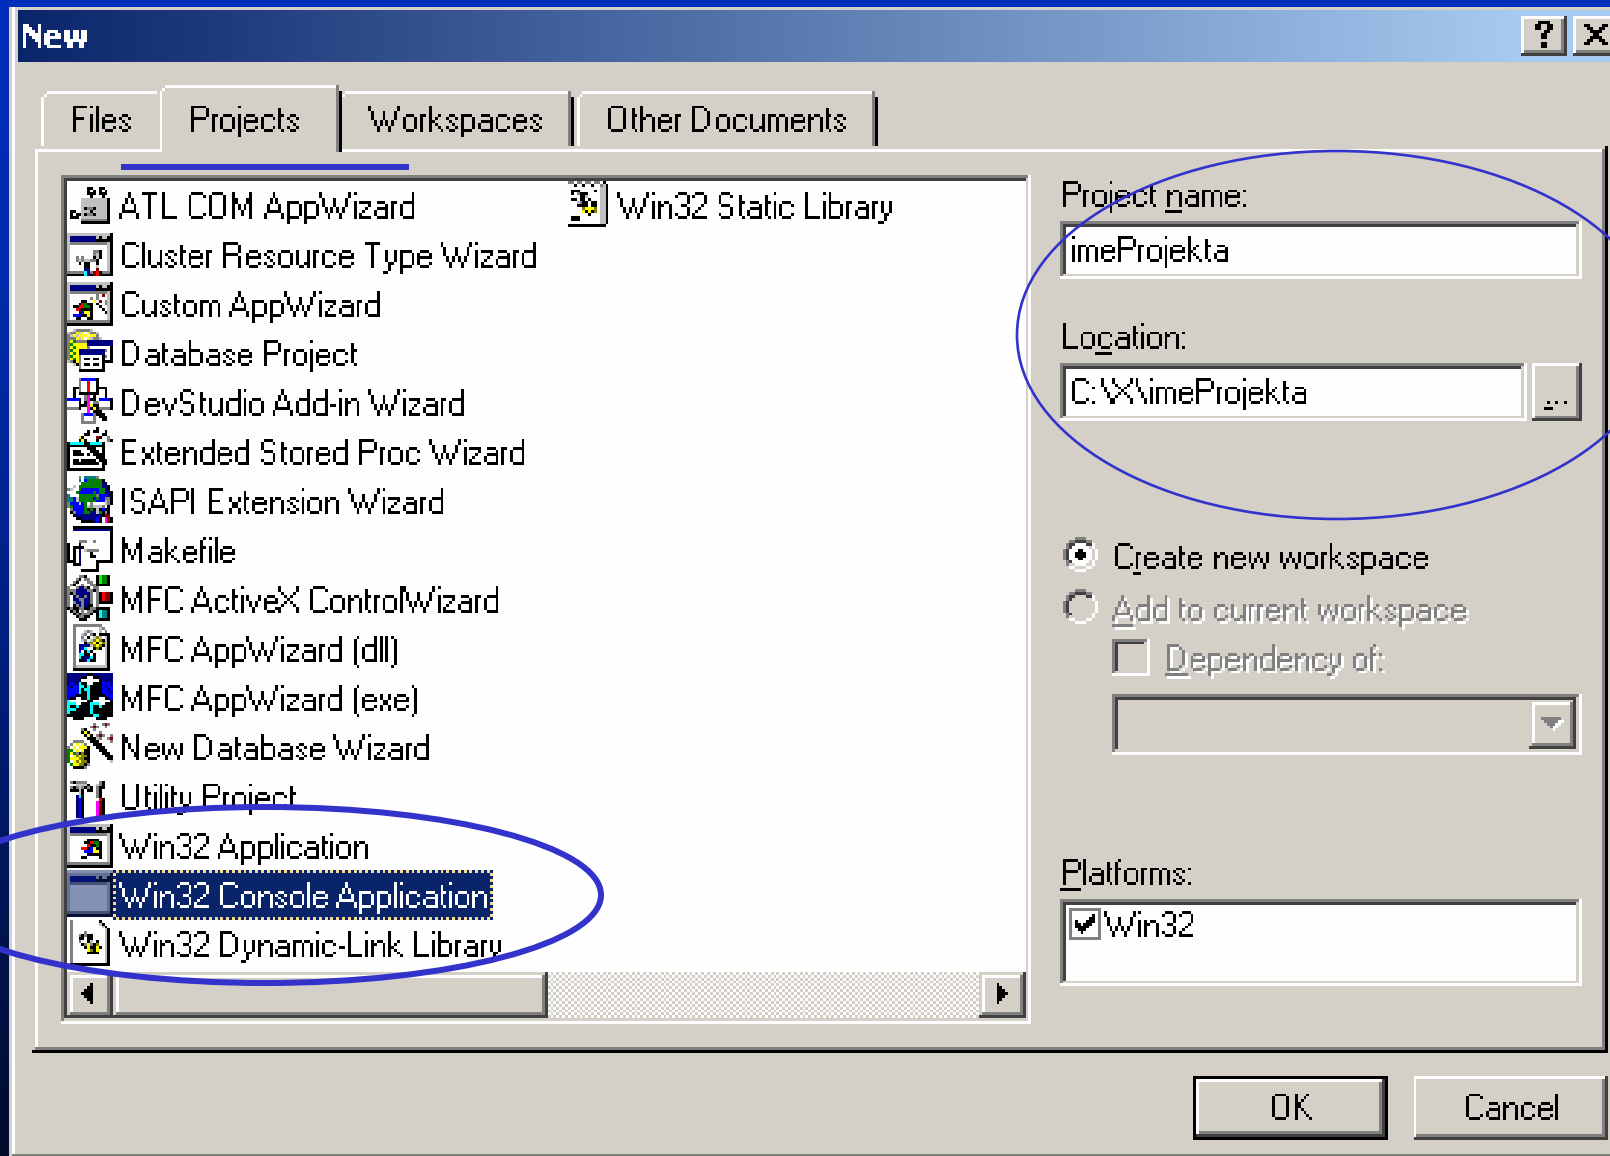 New
Files Projects Workspaces Other Documents
ATL COM AppWizard
Cluster Resource Type Wizard
Custom AppWizard
Database Project
DevStudio Add-in Wizard
Extended Stored Proc Wizard
ISAPI Extension Wizard
Makefile
MFC ActiveX ControlWizard
MFC AppWizard (dll)
MFC AppWizard (exe)
New Database Wizard
Utility Project
Win32 Application
Win32 Console Application
Win32 Dynamic-Link Library
Win32 Static Library
Project name:
imeProjekta
Location:
C:\X\imeProjekta
...
Create new workspace
Add to current workspace
Dependency of:
Platforms:
Win32
OK Cancel